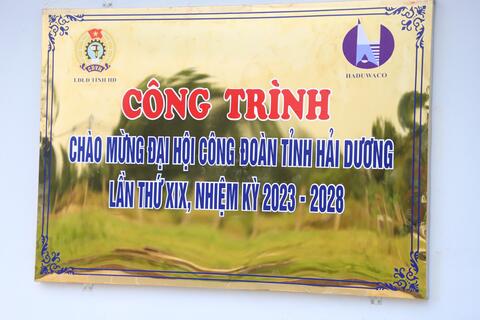 LĐLĐ TỈNH HD
HADUWACO
CÔNG TRÌNH
CHÀO MỪNG ĐẠI HỘI CÔNG ĐOÀN TỈNH HẢI DƯƠNG
LẦN THỨ XIX, NHIỆM KỲ 2023 - 2028